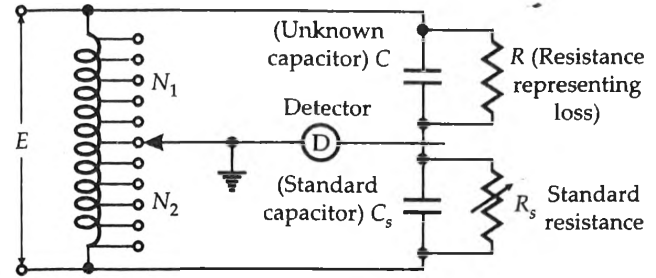 (Unknown
capacitor) C
R (Resistance
representing
loss)
N₁
Detector
E
D
N₂
(Standard
capacitor) Cₛ
Rₛ
Standard
resistance